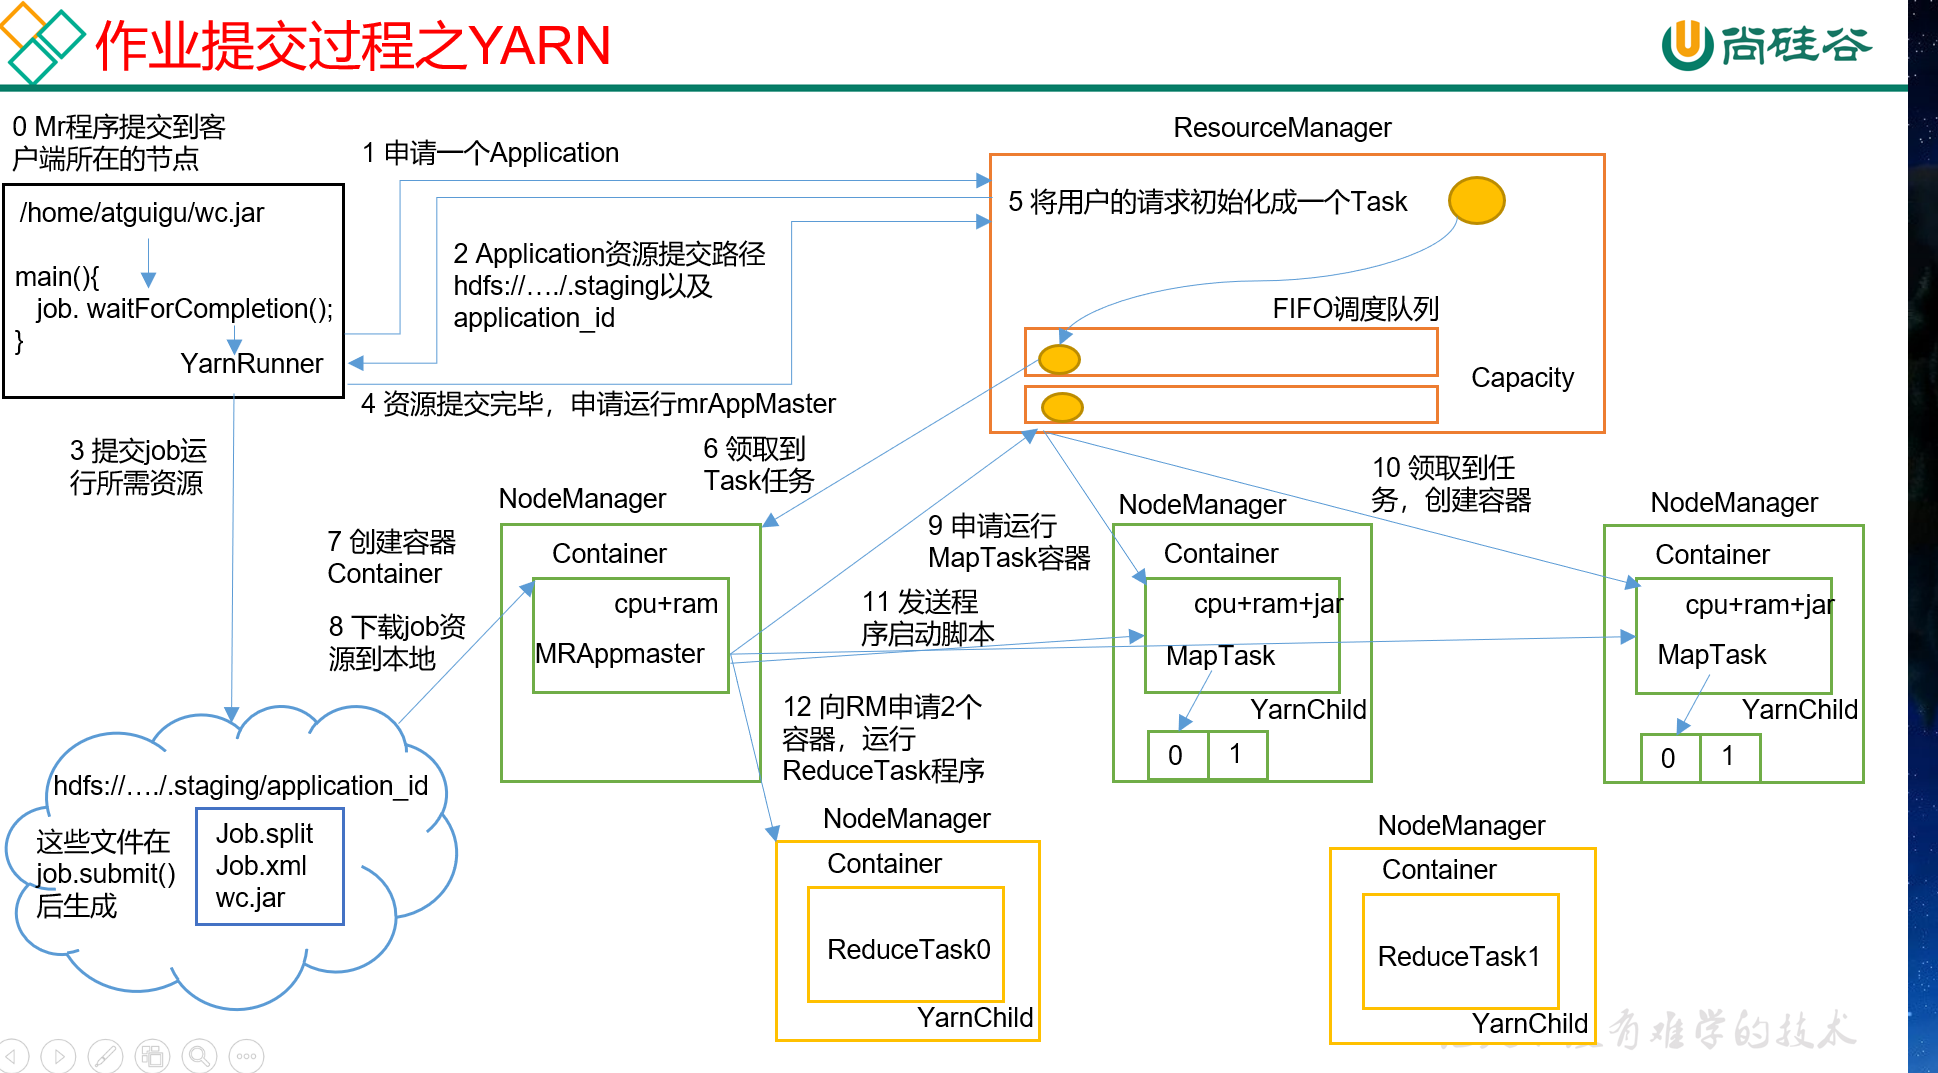 作业提交过程之YARN
尚硅谷
0 Mr程序提交到客
户端所在的节点
/home/atguigu/wc.jar
main(){
job. waitForCompletion();
}
YarnRunner
1 申请一个Application
2 Application资源提交路径
hdfs://…./.staging以及
application_id
3 提交job运
行所需资源
4 资源提交完毕，申请运行mrAppMaster
ResourceManager
5 将用户的请求初始化成一个Task
FIFO调度队列
Capacity
6 领取到
Task任务
NodeManager
7 创建容器
Container
8 下载job资
源到本地
Container
cpu+ram
MRAppmaster
9 申请运行
MapTask容器
10 领取到任
务，创建容器
11 发送程
序启动脚本
NodeManager
Container
cpu+ram+jar
MapTask
YarnChild
0
1
NodeManager
Container
cpu+ram+jar
MapTask
YarnChild
0
1
12 向RM申请2个
容器，运行
ReduceTask程序
hdfs://…./.staging/application_id
这些文件在
job.submit()
后生成
Job.split
Job.xml
wc.jar
NodeManager
Container
ReduceTask0
YarnChild
NodeManager
Container
ReduceTask1
YarnChild
有难学的技术